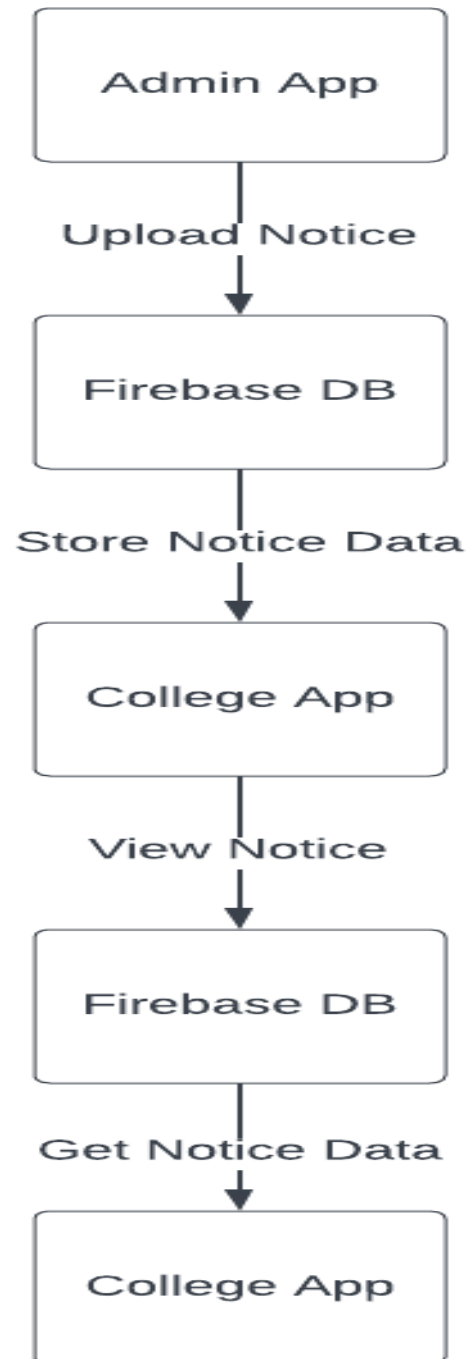 Admin App
Upload Notice
Firebase DB
Store Notice Data
College App
View Notice
Firebase DB
Get Notice Data
College App